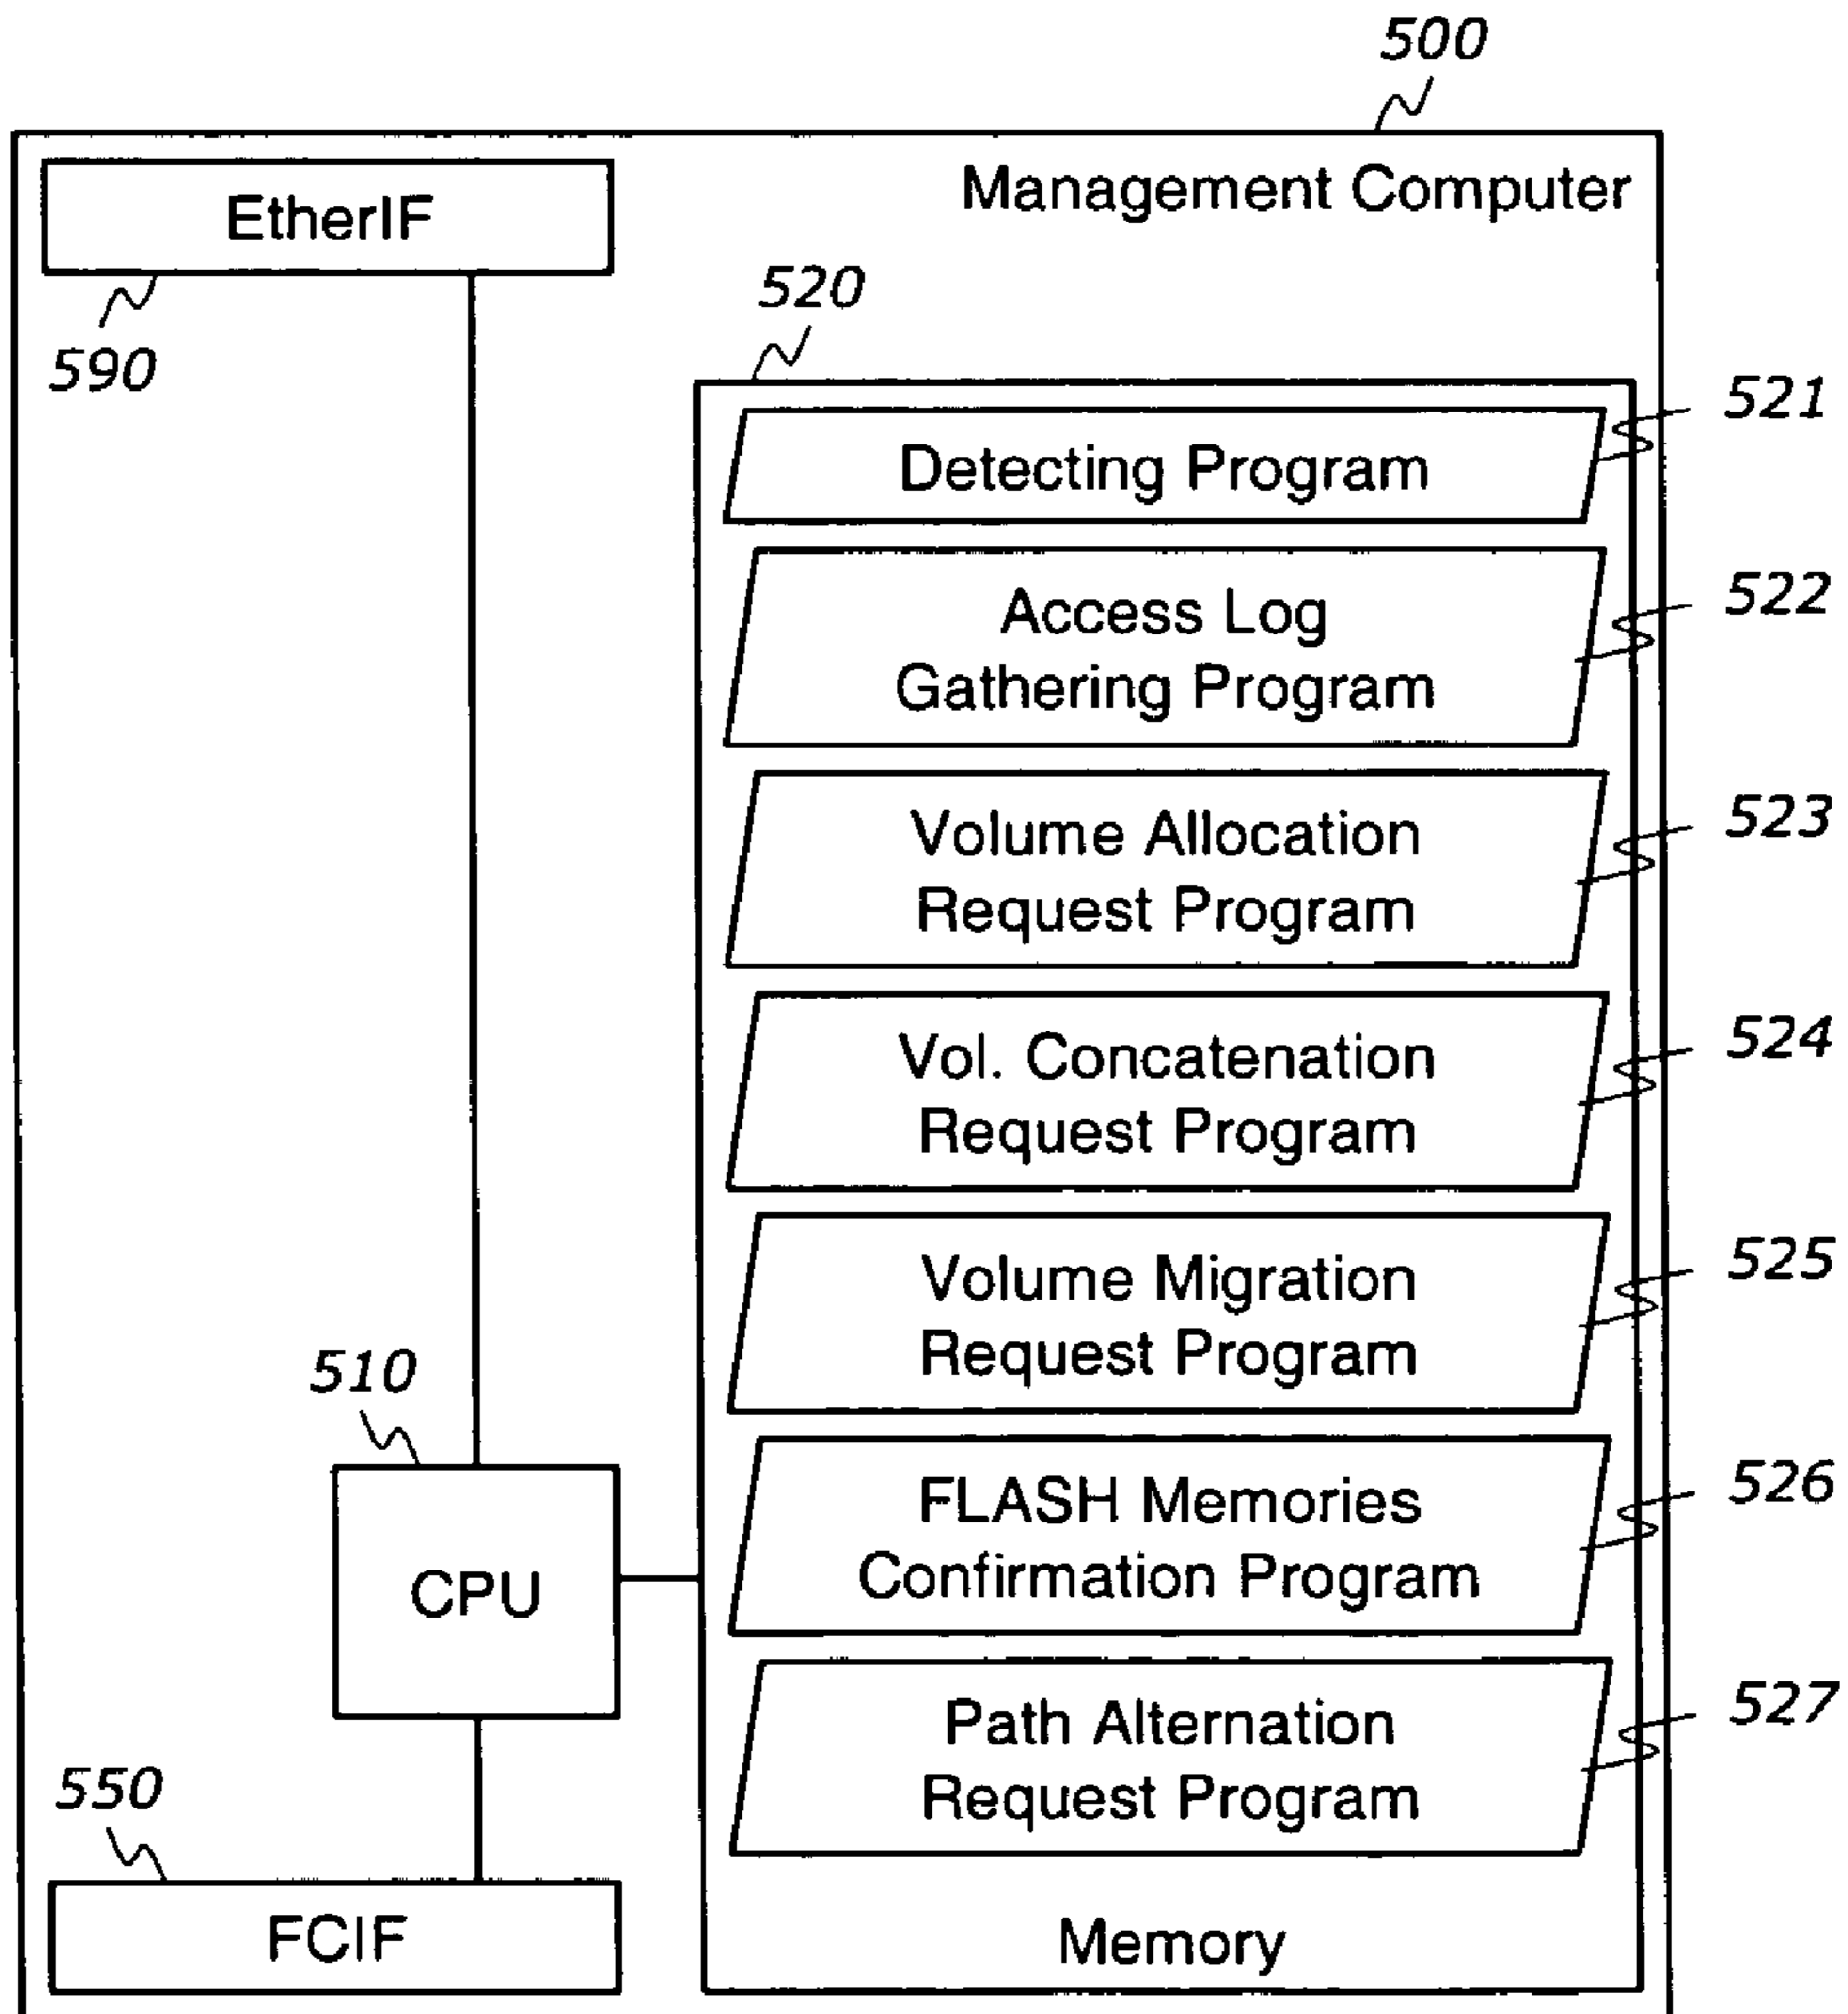 500
Management Computer
EtherIF
590
520
521
Detecting Program
522
Access Log
Gathering Program
523
Volume Allocation
Request Program
524
Vol. Concatenation
Request Program
525
Volume Migration
Request Program
510
CPU
526
FLASH Memories
Confirmation Program
527
Path Alternation
Request Program
550
FCIF
Memory